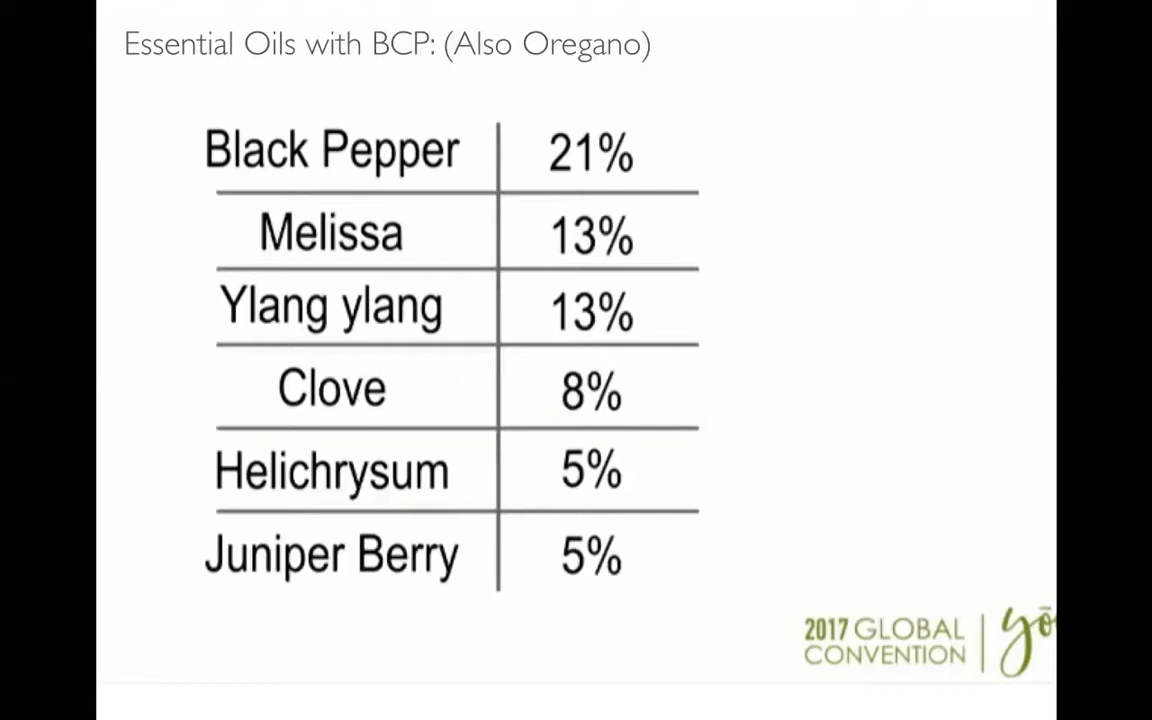 Essential Oils with BCP: (Also Oregano)
Black Pepper 21%
Melissa 13%
Ylang ylang 13%
Clove 8%
Helichrysum 5%
Juniper Berry 5%
2017 GLOBAL
CONVENTION